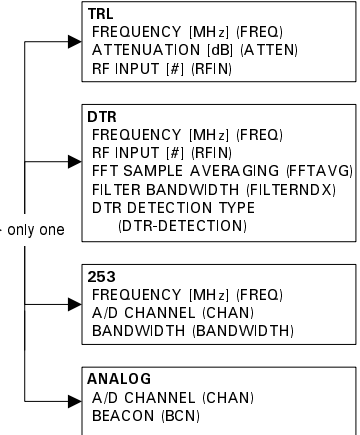 TRL
FREQUENCY [MHz] (FREQ)
ATTENUATION [dB] (ATTEN)
RF INPUT [#] (RFIN)
DTR
FREQUENCY [MHz] (FREQ)
RF INPUT [#] (RFIN)
FFT SAMPLE AVERAGING (FFTAVG)
FILTER BANDWIDTH (FILTERNDX)
DTR DETECTION TYPE
(DTR-DETECTION)
- only one
253
FREQUENCY [MHz] (FREQ)
A/D CHANNEL (CHAN)
BANDWIDTH (BANDWIDTH)
ANALOG
A/D CHANNEL (CHAN)
BEACON (BCN)